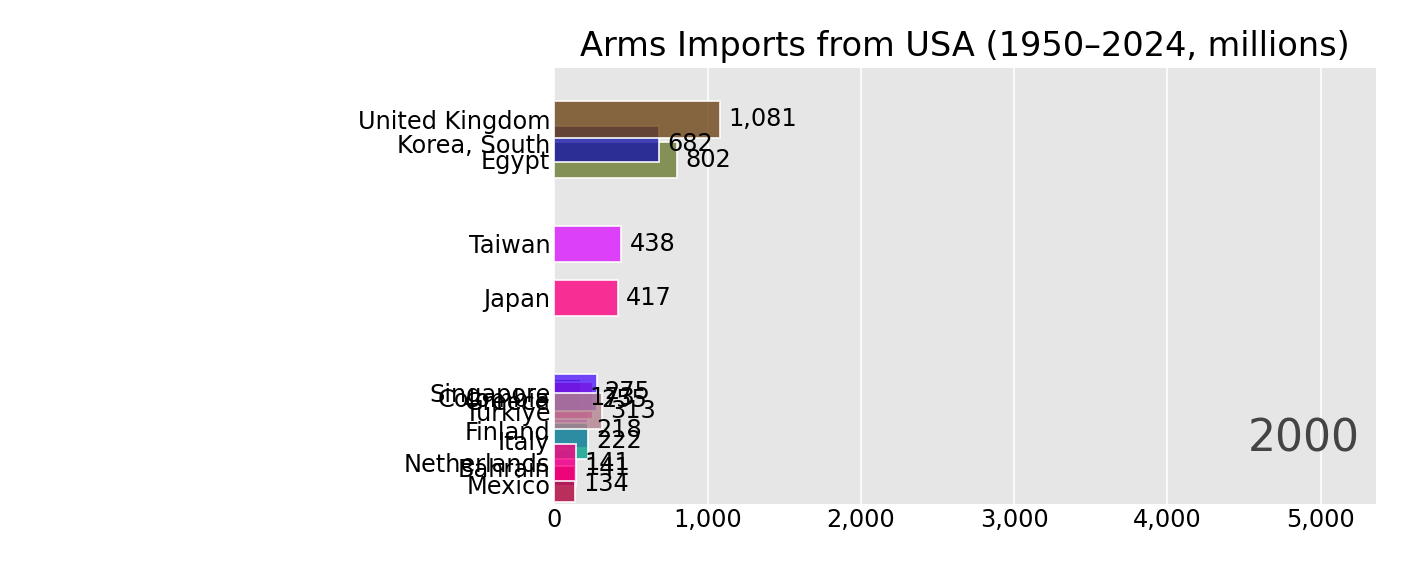 Arms Imports from USA (1950–2024, millions)
United Kingdom 1,081
Korea, South 682
Egypt 802
Taiwan 438
Japan 417
Singapore 275
Türkiye 313
Finland 218
Italy 222
Netherlands 141
Bahrain 141
Mexico 134
2000
0 1,000 2,000 3,000 4,000 5,000